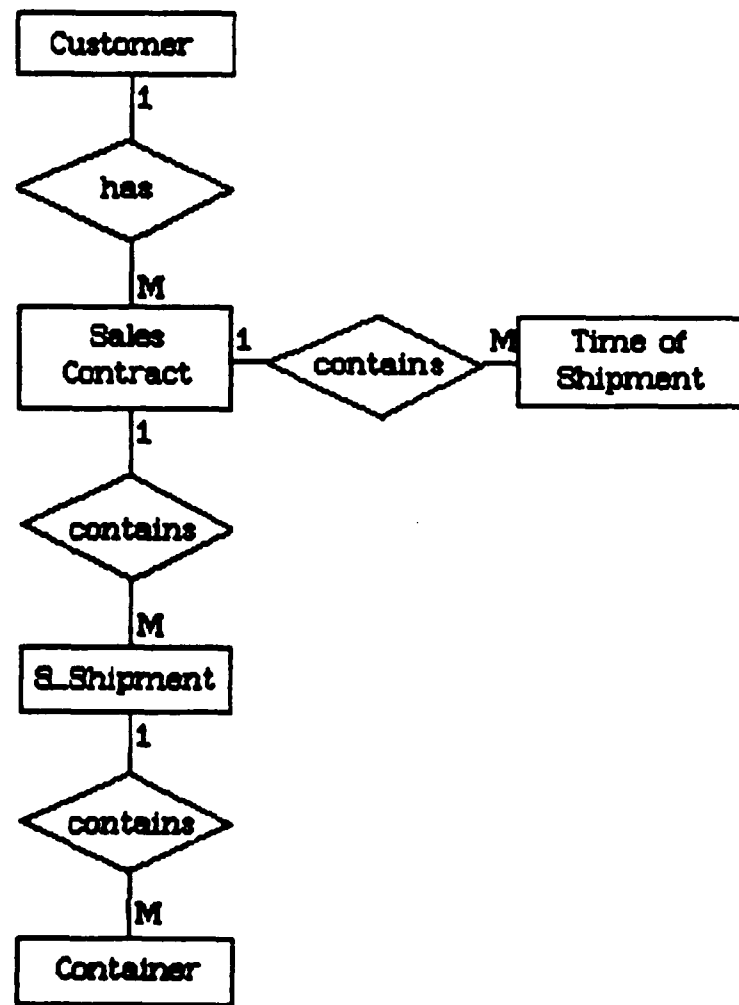 Customer
1
has
M
Sales
Contract
1
contains
M
Time of
Shipment
1
contains
M
S_Shipment
1
contains
M
Container